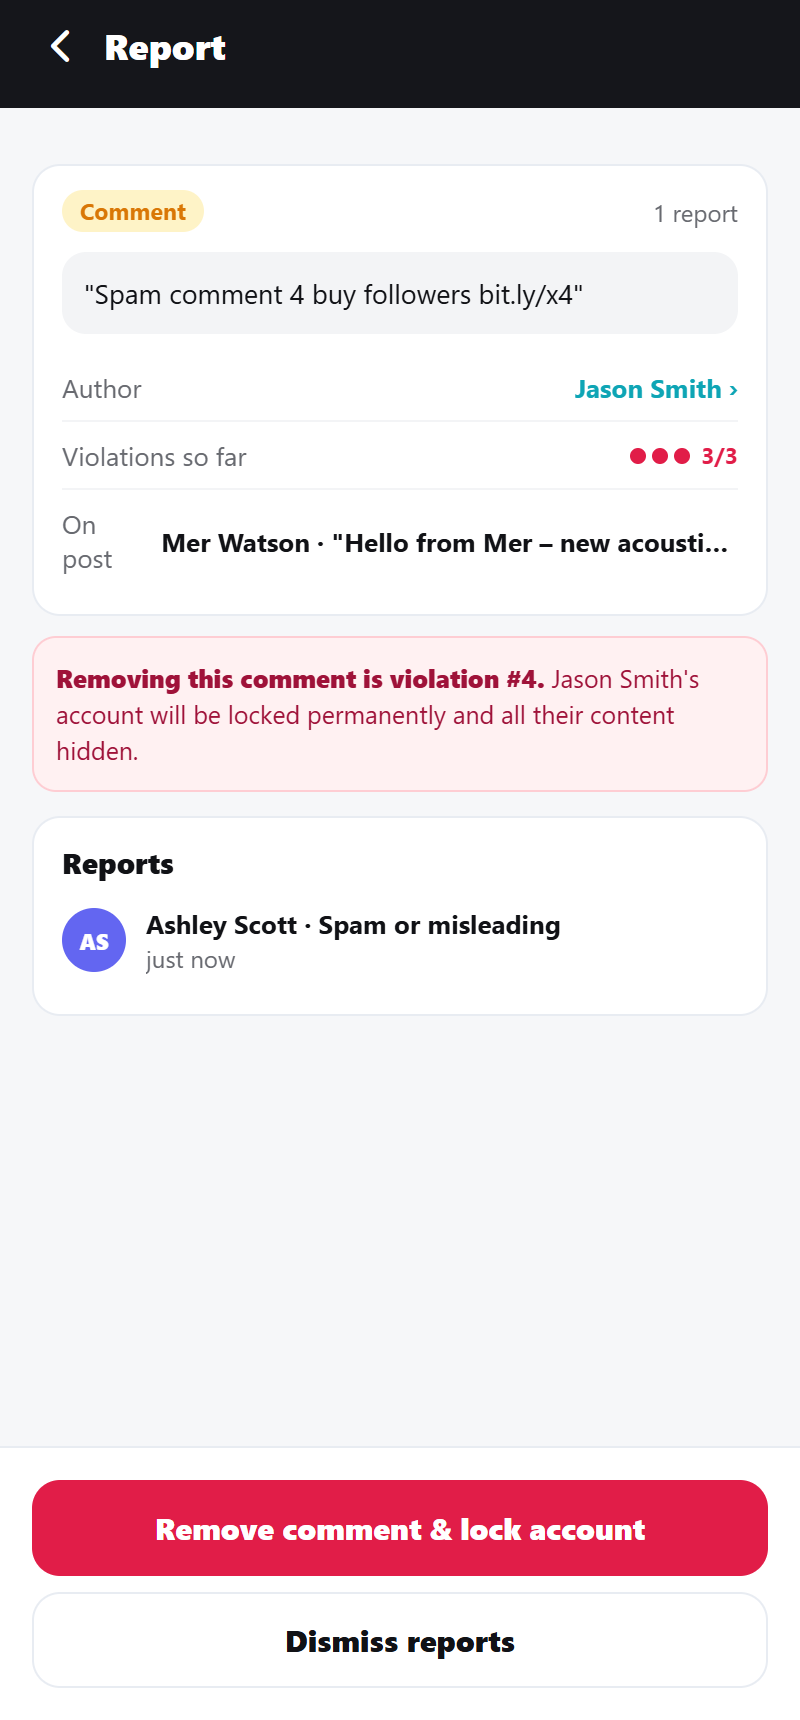 Report
Comment
1 report
"Spam comment 4 buy followers bit.ly/x4"
Author
Jason Smith ›
Violations so far
3/3
On post
Mer Watson · "Hello from Mer – new acousti...
Removing this comment is violation #4. Jason Smith's
account will be locked permanently and all their content
hidden.
Reports
AS
Ashley Scott · Spam or misleading
just now
Remove comment & lock account
Dismiss reports